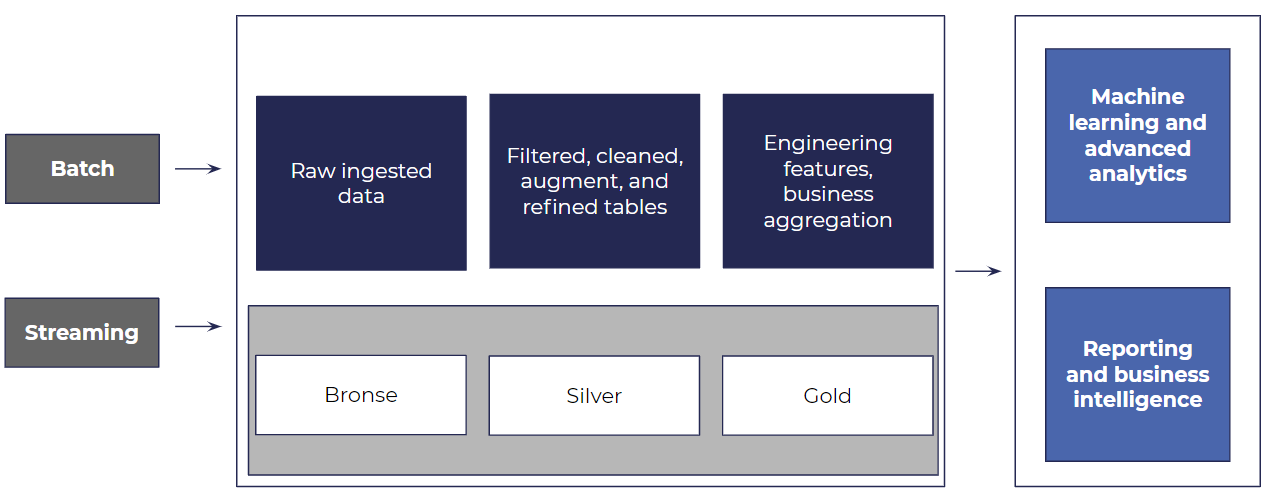 Batch
Streaming
Raw ingested
data
Filtered, cleaned,
augment, and
refined tables
Engineering
features,
business
aggregation
Bronse
Silver
Gold
Machine
learning and
advanced
analytics
Reporting
and business
intelligence